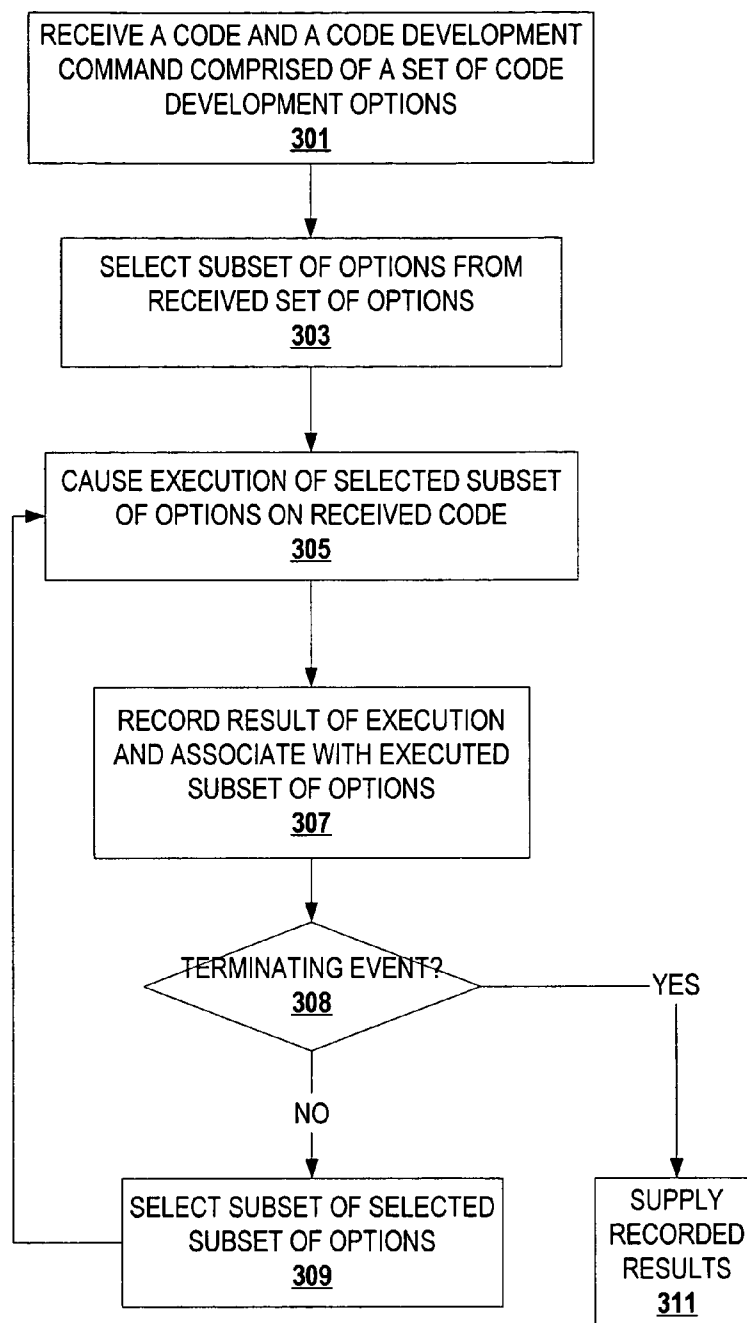 RECEIVE A CODE AND A CODE DEVELOPMENT
COMMAND COMPRISED OF A SET OF CODE
DEVELOPMENT OPTIONS
301
SELECT SUBSET OF OPTIONS FROM
RECEIVED SET OF OPTIONS
303
CAUSE EXECUTION OF SELECTED SUBSET
OF OPTIONS ON RECEIVED CODE
305
RECORD RESULT OF EXECUTION
AND ASSOCIATE WITH EXECUTED
SUBSET OF OPTIONS
307
TERMINATING EVENT?
308
YES
NO
SELECT SUBSET OF SELECTED
SUBSET OF OPTIONS
309
SUPPLY
RECORDED
RESULTS
311